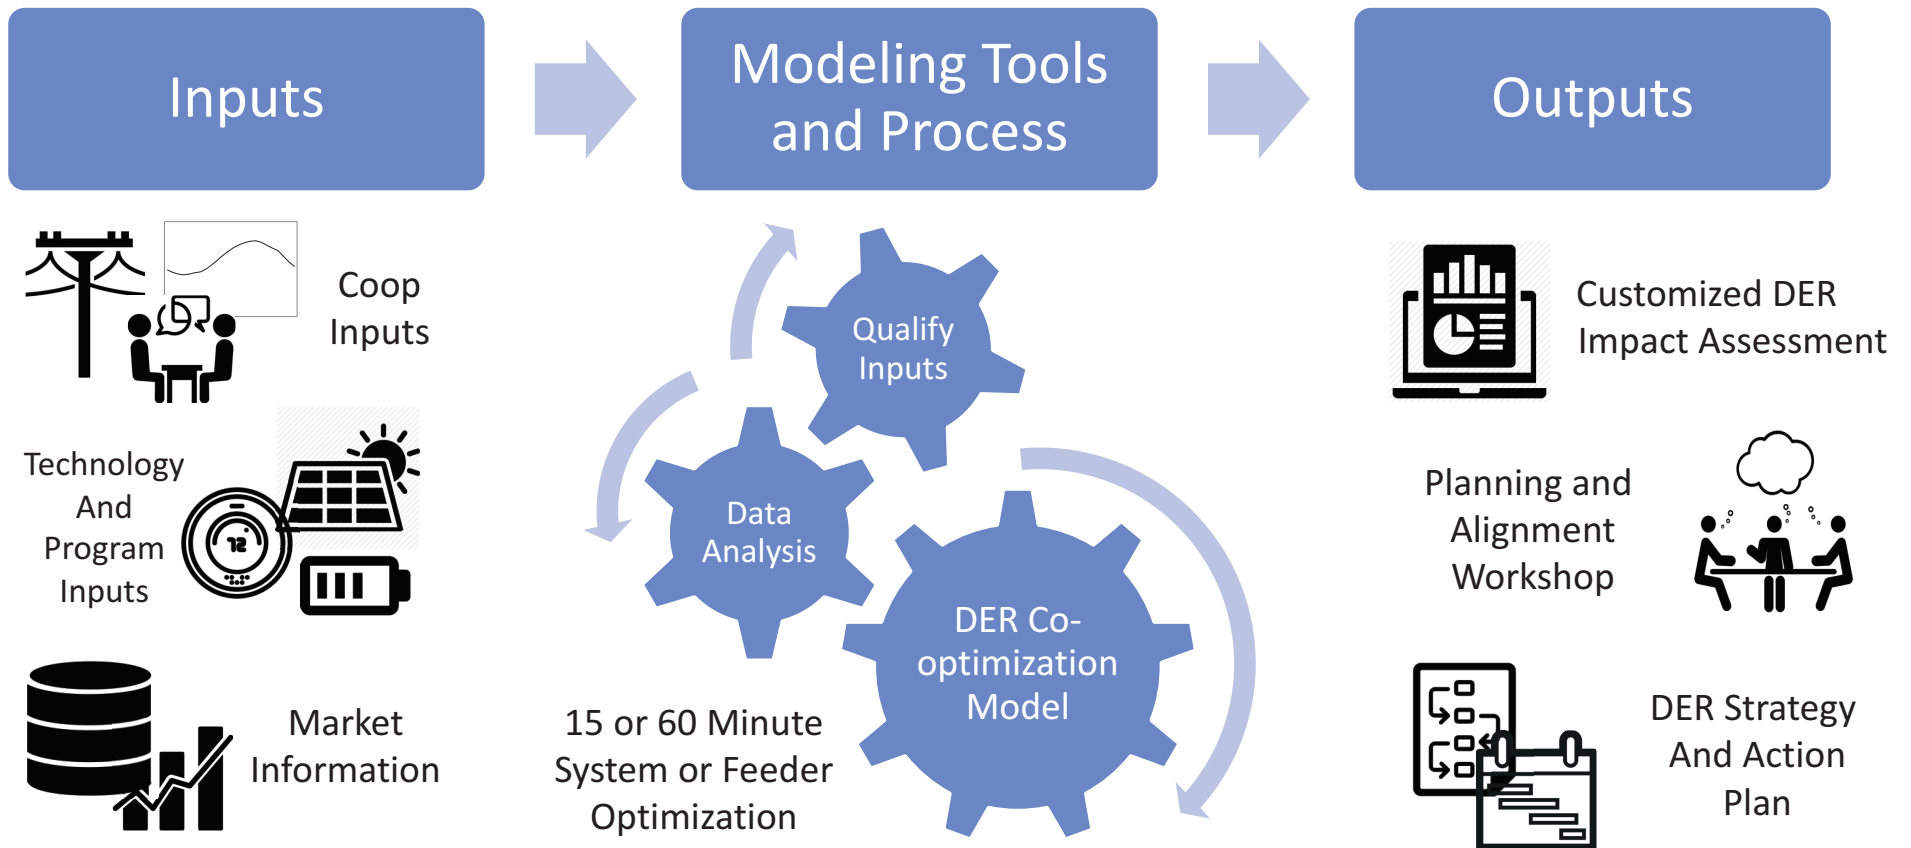 Inputs
Modeling Tools
and Process
Outputs
Coop
Inputs
Technology
And
Program
Inputs
72
Market
Information
Qualify
Inputs
Data
Analysis
DER Co-
optimization
Model
15 or 60 Minute
System or Feeder
Optimization
Customized DER
Impact Assessment
Planning and
Alignment
Workshop
DER Strategy
And Action
Plan